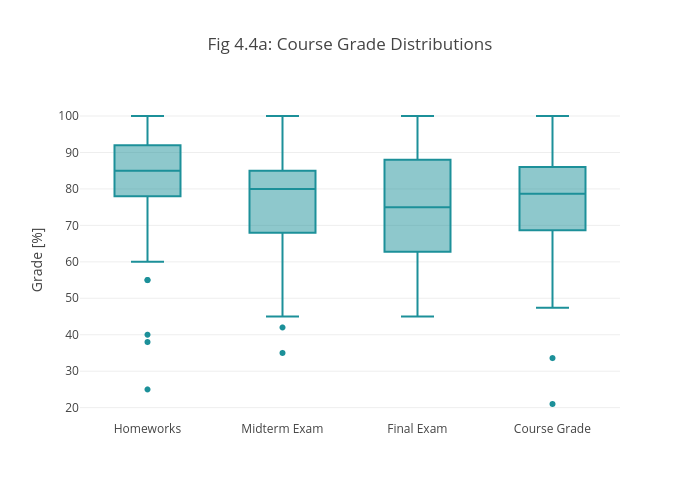 Fig 4.4a: Course Grade Distributions
Grade [%]
100
90
80
70
60
50
40
30
20
Homeworks
Midterm Exam
Final Exam
Course Grade